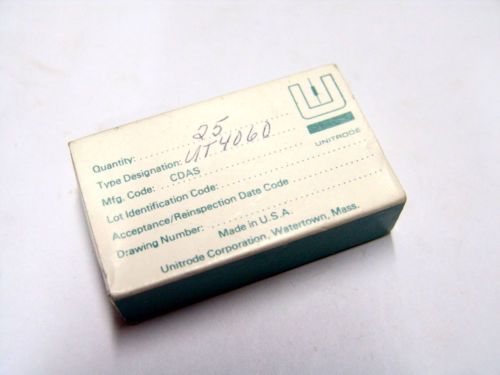 UNITRODE
Quantity: 25
Type Designation: UT4060
Mfg. Code: CDAS
Lot Identification Code:
Acceptance/Reinspection Date Code
Drawing Number:
Made in U.S.A.
Unitrode Corporation, Watertown, Mass.